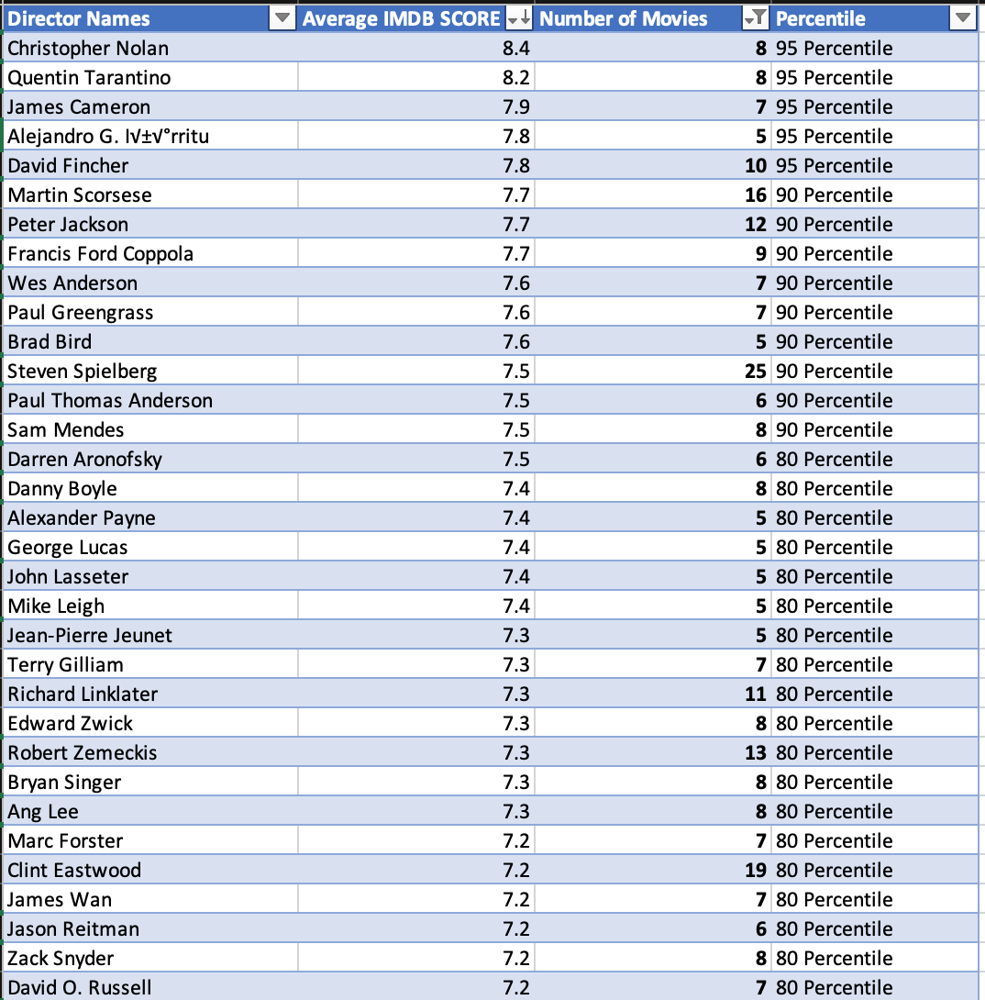 Director Names Average IMDB SCORE Number of Movies Percentile
Christopher Nolan 8.4 8 95 Percentile
Quentin Tarantino 8.2 8 95 Percentile
James Cameron 7.9 7 95 Percentile
Alejandro G. I√±√°rritu 7.8 5 95 Percentile
David Fincher 7.8 10 95 Percentile
Martin Scorsese 7.7 16 90 Percentile
Peter Jackson 7.7 12 90 Percentile
Francis Ford Coppola 7.7 9 90 Percentile
Wes Anderson 7.6 7 90 Percentile
Paul Greengrass 7.6 7 90 Percentile
Brad Bird 7.6 5 90 Percentile
Steven Spielberg 7.5 25 90 Percentile
Paul Thomas Anderson 7.5 6 90 Percentile
Sam Mendes 7.5 8 90 Percentile
Darren Aronofsky 7.5 6 80 Percentile
Danny Boyle 7.4 8 80 Percentile
Alexander Payne 7.4 5 80 Percentile
George Lucas 7.4 5 80 Percentile
John Lasseter 7.4 5 80 Percentile
Mike Leigh 7.4 5 80 Percentile
Jean-Pierre Jeunet 7.3 5 80 Percentile
Terry Gilliam 7.3 7 80 Percentile
Richard Linklater 7.3 11 80 Percentile
Edward Zwick 7.3 8 80 Percentile
Robert Zemeckis 7.3 13 80 Percentile
Bryan Singer 7.3 8 80 Percentile
Ang Lee 7.3 8 80 Percentile
Marc Forster 7.2 7 80 Percentile
Clint Eastwood 7.2 19 80 Percentile
James Wan 7.2 7 80 Percentile
Jason Reitman 7.2 6 80 Percentile
Zack Snyder 7.2 8 80 Percentile
David O. Russell 7.2 7 80 Percentile